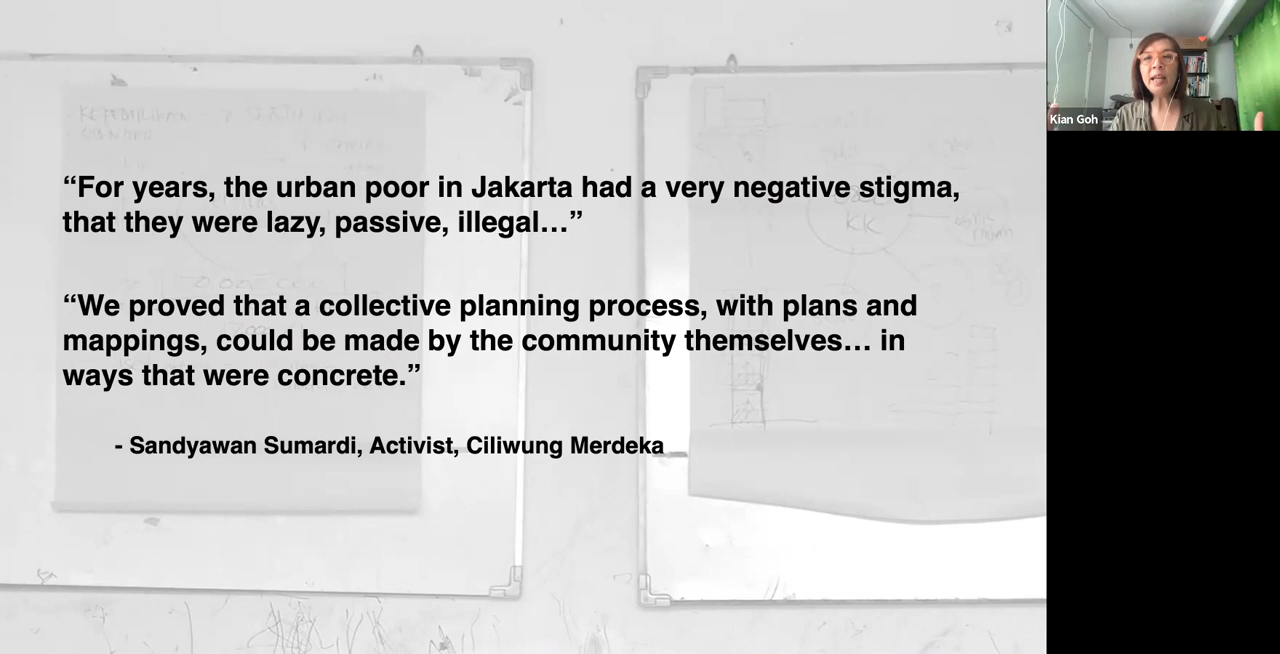 “For years, the urban poor in Jakarta had a very negative stigma,
that they were lazy, passive, illegal…”
“We proved that a collective planning process, with plans and
mappings, could be made by the community themselves… in
ways that were concrete.”
- Sandyawan Sumardi, Activist, Ciliwung Merdeka
KK
Kian Goh